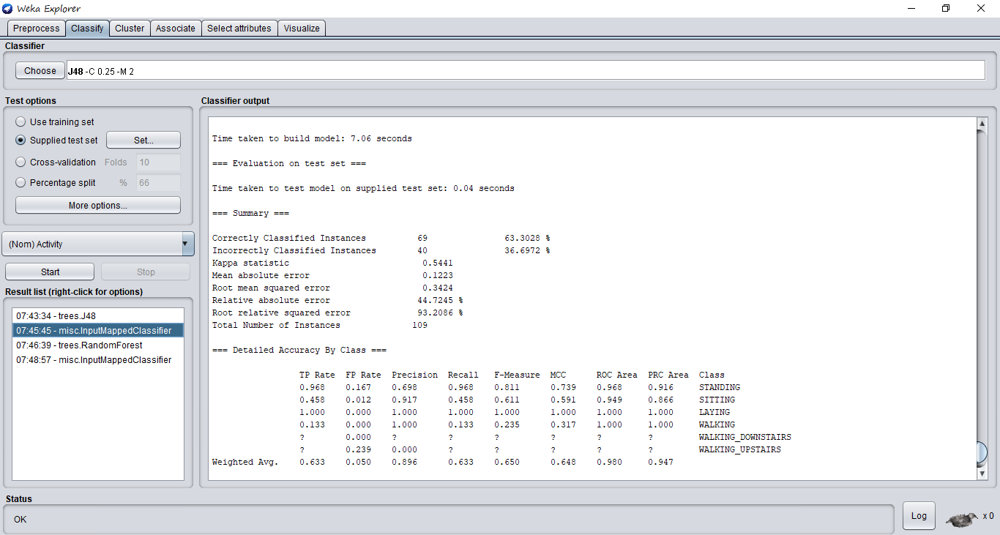 Weka Explorer
Preprocess Classify Cluster Associate Select attributes Visualize
Classifier
Choose J48 -C 0.25 -M 2
Test options
Use training set
Supplied test set Set...
Cross-validation Folds 10
Percentage split % 66
More options...
(Nom) Activity
Start Stop
Result list (right-click for options)
07:43:34 - trees.J48
07:45:45 - misc.InputMappedClassifier
07:46:39 - trees.RandomForest
07:48:57 - misc.InputMappedClassifier
Classifier output
Time taken to build model: 7.06 seconds
=== Evaluation on test set ===
Time taken to test model on supplied test set: 0.04 seconds
=== Summary ===
Correctly Classified Instances 69 63.3028 %
Incorrectly Classified Instances 40 36.6972 %
Kappa statistic 0.5441
Mean absolute error 0.1223
Root mean squared error 0.3424
Relative absolute error 44.7245 %
Root relative squared error 93.2086 %
Total Number of Instances 109
=== Detailed Accuracy By Class ===
TP Rate FP Rate Precision Recall F-Measure MCC ROC Area PRC Area Class
0.968 0.167 0.698 0.968 0.811 0.739 0.968 0.916 STANDING
0.458 0.012 0.917 0.458 0.611 0.591 0.949 0.866 SITTING
1.000 0.000 1.000 1.000 1.000 1.000 1.000 1.000 LAYING
0.133 0.000 1.000 0.133 0.235 0.317 1.000 1.000 WALKING
? 0.000 ? ? ? ? ? ? WALKING_DOWNSTAIRS
? 0.239 0.000 ? ? ? ? ? WALKING_UPSTAIRS
Weighted Avg. 0.633 0.050 0.896 0.633 0.650 0.648 0.980 0.947
Status
OK
Log x 0